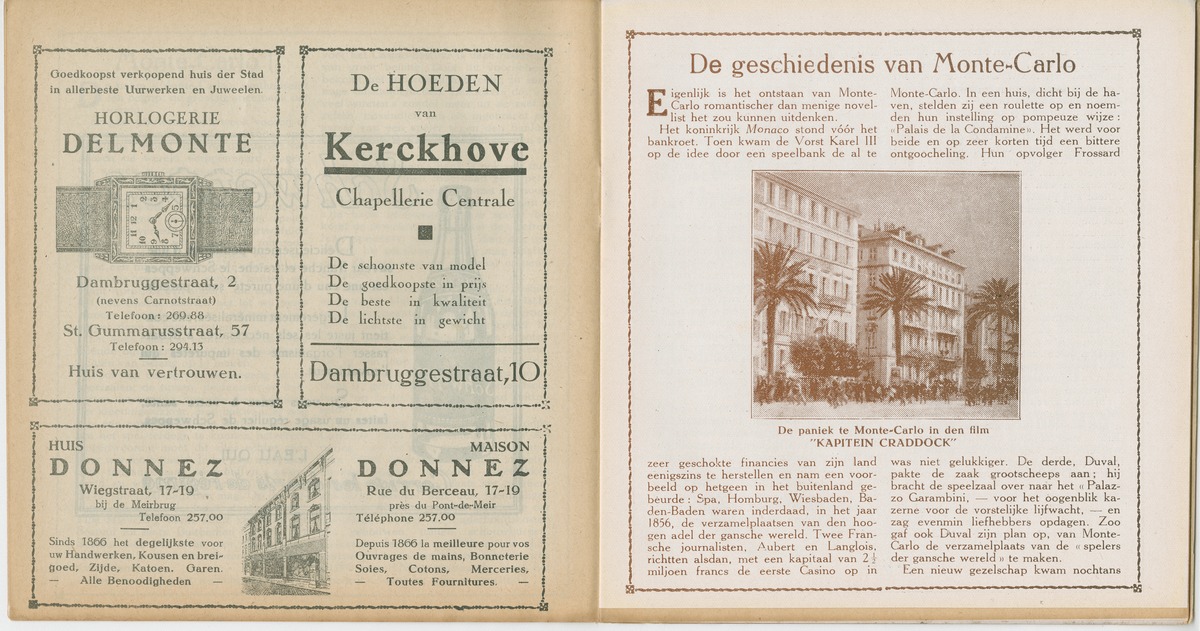 Goedkoopst verkoopend huis der Stad
in allerbeste Uurwerken en Juweelen.
HORLOGERIE
DELMONTE
Dambruggestraat, 2
(nevens Carnotstraat)
Telefoon: 269.88
St. Gummarusstraat, 57
Telefoon: 294.13
Huis van vertrouwen.
De HOEDEN
van
Kerckhove
Chapellerie Centrale
De schoonste van model
De goedkoopste in prijs
De beste in kwaliteit
De lichtste in gewicht
Dambruggestraat,10
HUIS
DONNEZ
Wiegstraat, 17-19
bij de Meirbrug
Telefoon 257,00
Sinds 1866 het degelijkste voor
uw Handwerken, Kousen en brei-
goed, Zijde, Katoen. Garen.
— Alle Benoodigheden —
MAISON
DONNEZ
Rue du Berceau, 17-19
près du Pont-de-Meir
Téléphone 257.00
Depuis 1866 la meilleure pour vos
Ouvrages de mains, Bonneterie
Soies, Cotons, Merceries,
— Toutes Fournitures. —
De geschiedenis van Monte-Carlo
Eigenlijk is het ontstaan van Monte-
Carlo romantischer dan menige novel-
list het zou kunnen uitdenken.
Het koninkrijk Monaco stond vóór het
bankroet. Toen kwam de Vorst Karel III
op de idee door een speelbank de al te
Monte-Carlo. In een huis, dicht bij de ha-
ven, stelden zij een roulette op en noem-
den hun instelling op pompeuze wijze :
«Palais de la Condamine». Het werd voor
beide en op zeer korten tijd een bittere
ontgoocheling. Hun opvolger Frossard
De paniek te Monte-Carlo in den film
"KAPITEIN CRADDOCK"
zeer geschokte financies van zijn land
eenigszins te herstellen en nam een voor-
beeld op hetgeen in het buitenland ge-
beurde : Spa, Homburg, Wiesbaden, Ba-
den-Baden waren inderdaad, in het jaar
1856, de verzamelplaatsen van den hoo-
gen adel der gansche wereld. Twee Fran-
sche journalisten, Aubert en Langlois,
richtten alsdan, met een kapitaal van 2½
miljoen francs de eerste Casino op in
was niet gelukkiger. De derde, Duval,
pakte de zaak grootscheeps aan ; hij
bracht de speelzaal over naar het « Palaz-
zo Garambini, — voor het oogenblik ka-
zerne voor de vorstelijke lijfwacht, — en
zag evenmin liefhebbers opdagen. Zoo
gaf ook Duval zijn plan op, van Monte-
Carlo de verzamelplaats van de « spelers
der gansche wereld » te maken.
Een nieuw gezelschap kwam nochtans